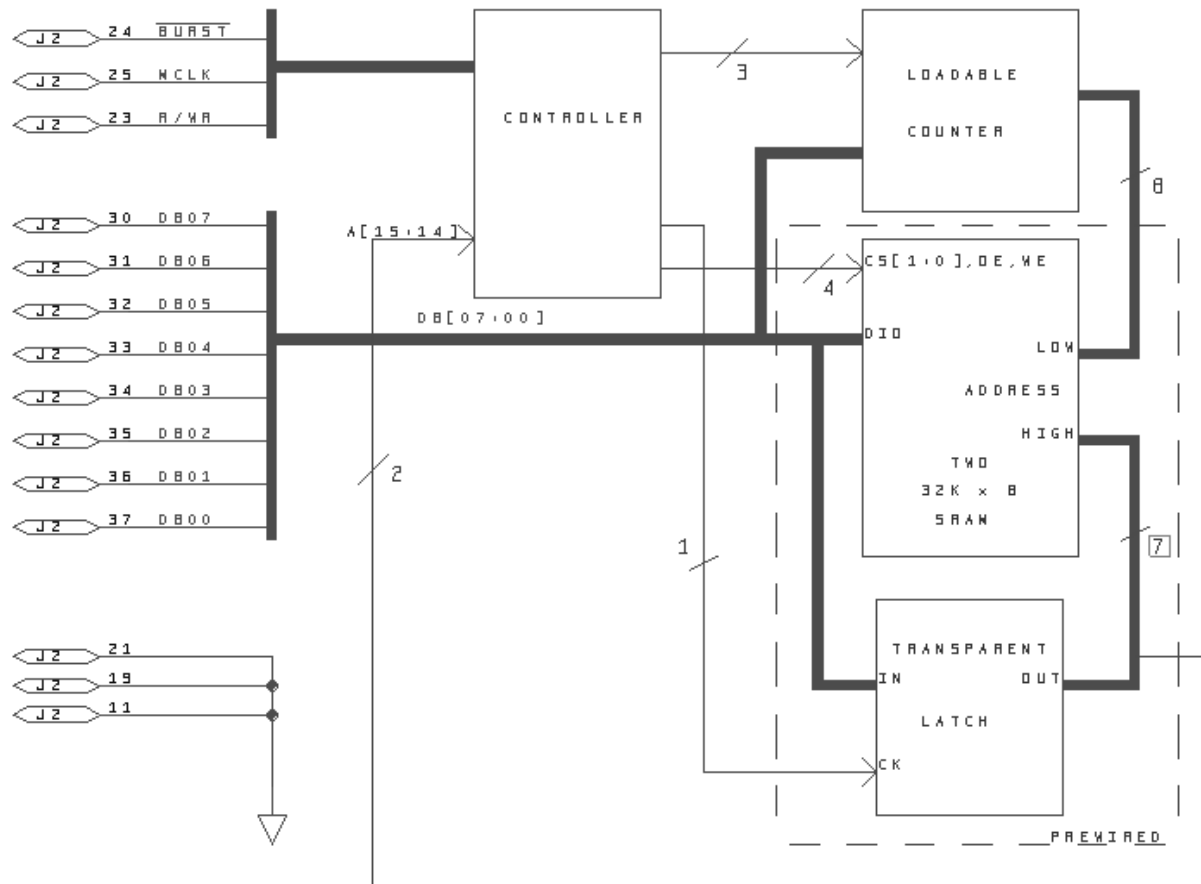 J2 24 BURST
J2 25 WCLK
J2 23 R/WR
J2 30 DB07
J2 31 DB06
J2 32 DB05
J2 33 DB04
J2 34 DB03
J2 35 DB02
J2 36 DB01
J2 37 DB00
J2 21
J2 19
J2 11
CONTROLLER
A[15:14]
DB[07:00]
2
3
4
1
LOADABLE
COUNTER
8
CS[1:0],OE,WE
DIO
LOW
ADDRESS
HIGH
TWO
32K x 8
SRAM
7
TRANSPARENT
IN
OUT
LATCH
CK
PREWIRED